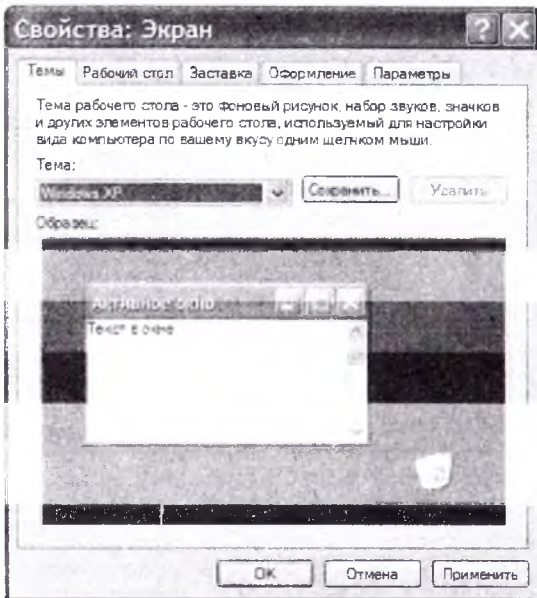 Свойства: Экран
Темы Рабочий стол Заставка Оформление Параметры
Тема рабочего стола - это фоновый рисунок, набор звуков, значков
и других элементов рабочего стола, используемый для настройки
вида компьютера по вашему вкусу одним щелчком мыши.
Тема:
Windows XP Сохранить... Удалить
Образец:
Активное окно
Текст в окне
OK Отмена Применить